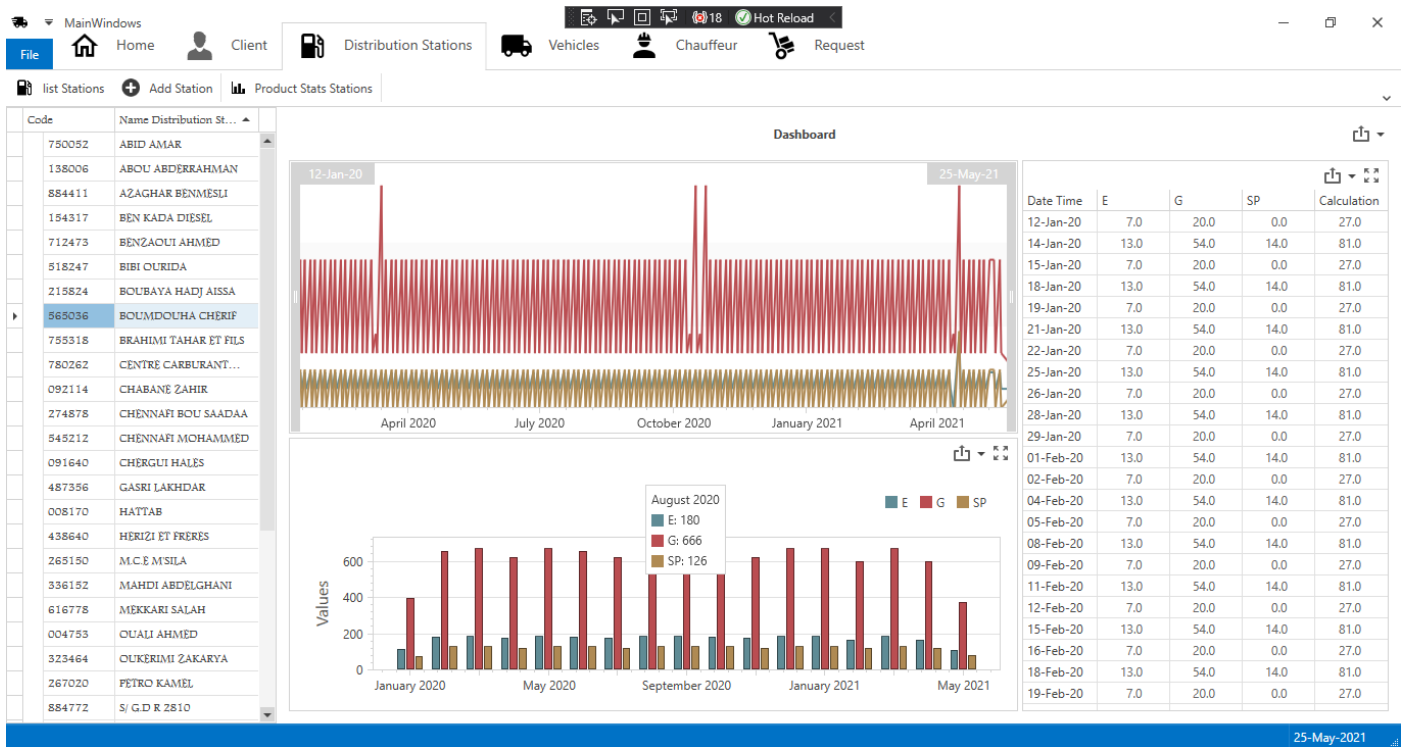 MainWindows
18 Hot Reload
File Home Client Distribution Stations Vehicles Chauffeur Request
list Stations Add Station Product Stats Stations
Code Name Distribution St...
750052 ABID AMAR
138006 ABOU ABDERRAHMAN
884411 AZAGHAR BENMESLI
154317 BEN KADA DIESEL
712473 BENZAOUI AHMED
518247 BIBI OURIDA
215824 BOUBAYA HADJ AISSA
565036 BOUMDOUHA CHERIF
755318 BRAHIMI TAHAR ET FILS
780262 CENTRE CARBURANT...
092114 CHABANE ZAHIR
274878 CHENNAFI BOU SAADAA
545212 CHENNAFI MOHAMMED
091640 CHERGUI HALES
487356 GASRI LAKHDAR
008170 HATTAB
438640 HERIZI ET FRERES
265150 M.C.E M'SILA
336152 MAHDI ABDELGHANI
616778 MEKKARI SALAH
004753 OUALI AHMED
323464 OUKERIMI ZAKARYA
267020 PETRO KAMEL
884772 S/ G.D R 2810
Dashboard
12-Jan-20 25-May-21
April 2020 July 2020 October 2020 January 2021 April 2021
E G SP
August 2020
E: 180
G: 666
SP: 126
Values
600
400
200
0
January 2020 May 2020 September 2020 January 2021 May 2021
Date Time E G SP Calculation
12-Jan-20 7.0 20.0 0.0 27.0
14-Jan-20 13.0 54.0 14.0 81.0
15-Jan-20 7.0 20.0 0.0 27.0
18-Jan-20 13.0 54.0 14.0 81.0
19-Jan-20 7.0 20.0 0.0 27.0
21-Jan-20 13.0 54.0 14.0 81.0
22-Jan-20 7.0 20.0 0.0 27.0
25-Jan-20 13.0 54.0 14.0 81.0
26-Jan-20 7.0 20.0 0.0 27.0
28-Jan-20 13.0 54.0 14.0 81.0
29-Jan-20 7.0 20.0 0.0 27.0
01-Feb-20 13.0 54.0 14.0 81.0
02-Feb-20 7.0 20.0 0.0 27.0
04-Feb-20 13.0 54.0 14.0 81.0
05-Feb-20 7.0 20.0 0.0 27.0
08-Feb-20 13.0 54.0 14.0 81.0
09-Feb-20 7.0 20.0 0.0 27.0
11-Feb-20 13.0 54.0 14.0 81.0
12-Feb-20 7.0 20.0 0.0 27.0
15-Feb-20 13.0 54.0 14.0 81.0
16-Feb-20 7.0 20.0 0.0 27.0
18-Feb-20 13.0 54.0 14.0 81.0
19-Feb-20 7.0 20.0 0.0 27.0
25-May-2021